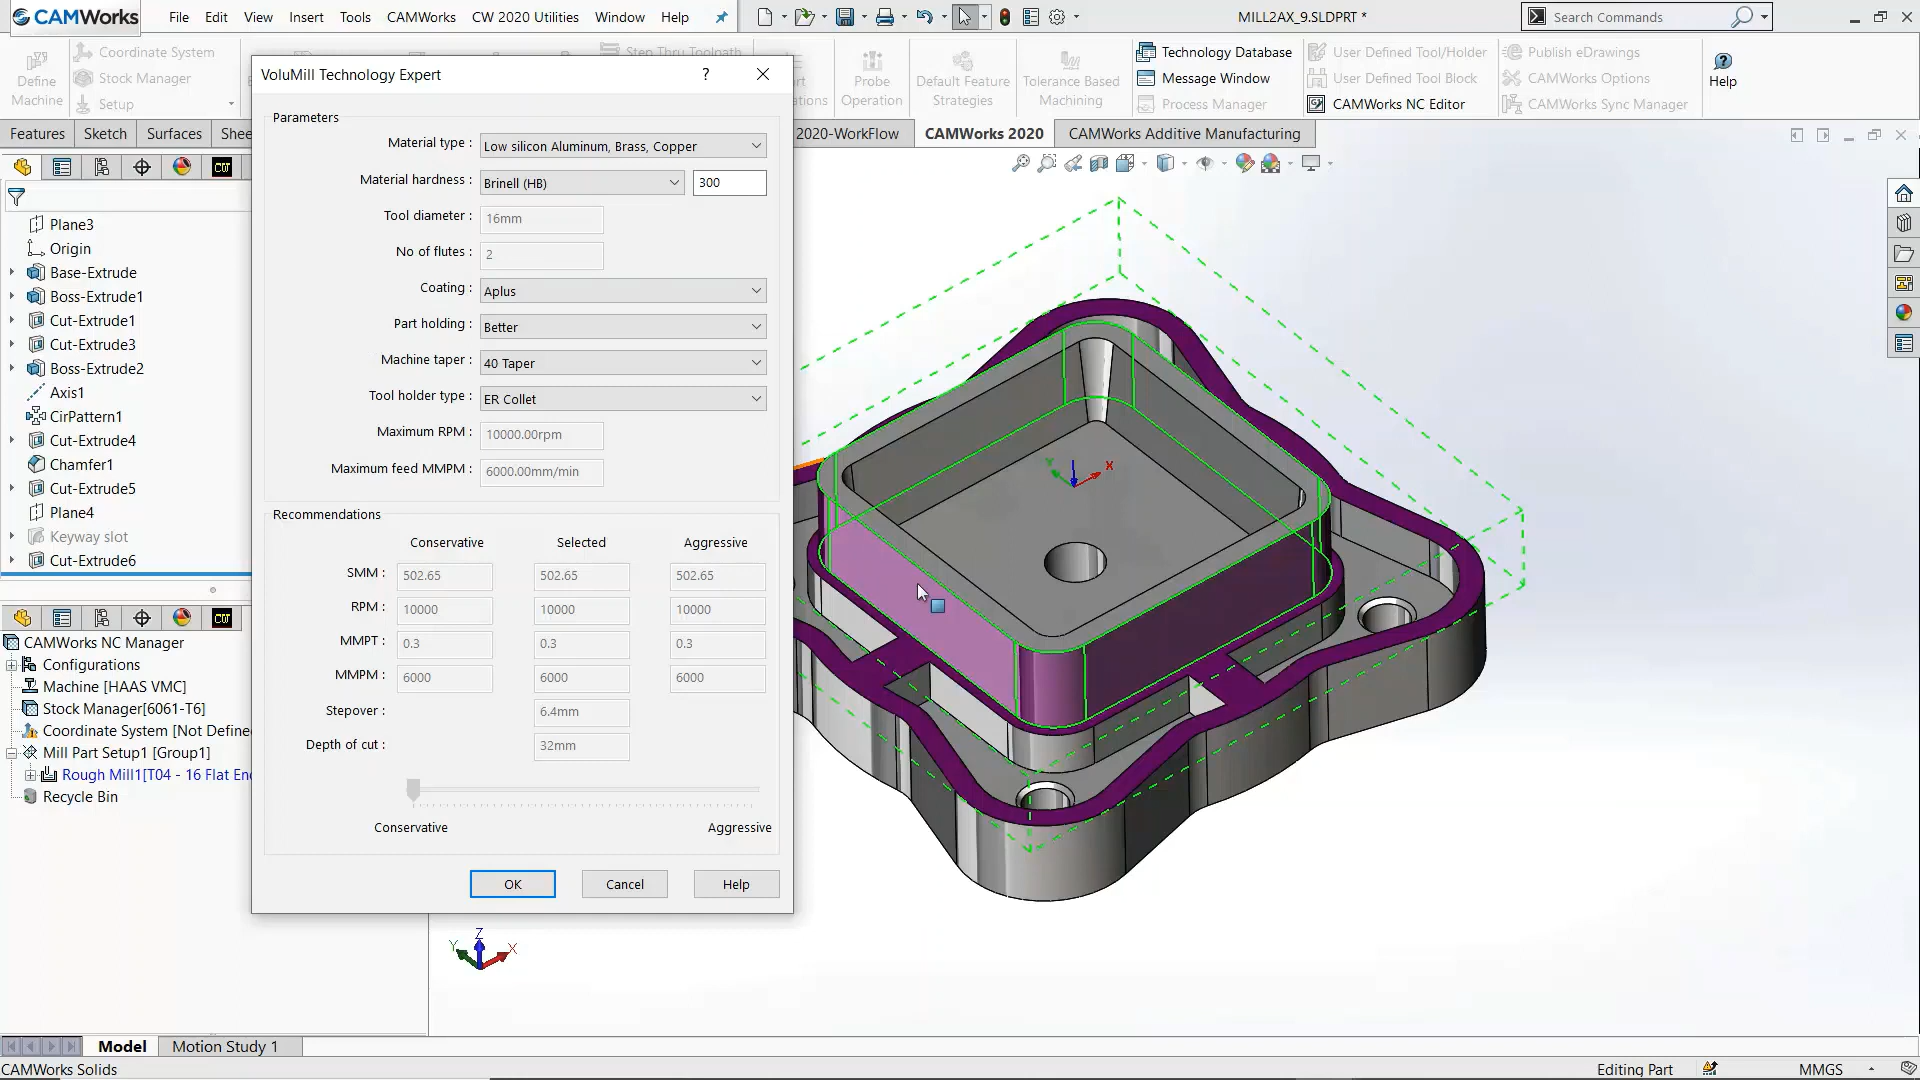 CAMWorks File Edit View Insert Tools CAMWorks CW 2020 Utilities Window Help MILL2AX_9.SLDPRT * Search Commands
Define Machine
Coordinate System
Stock Manager
Setup
Step Thru Toolpath
Probe Operation
Default Feature Strategies
Tolerance Based Machining
Technology Database
Message Window
Process Manager
User Defined Tool/Holder
User Defined Tool Block
CAMWorks NC Editor
Publish eDrawings
CAMWorks Options
CAMWorks Sync Manager
Help
Features Sketch Surfaces Shee 2020-WorkFlow CAMWorks 2020 CAMWorks Additive Manufacturing
Plane3
Origin
Base-Extrude
Boss-Extrude1
Cut-Extrude1
Cut-Extrude3
Boss-Extrude2
Axis1
CirPattern1
Cut-Extrude4
Chamfer1
Cut-Extrude5
Plane4
Keyway slot
Cut-Extrude6
CAMWorks NC Manager
Configurations
Machine [HAAS VMC]
Stock Manager[6061-T6]
Coordinate System [Not Define
Mill Part Setup1 [Group1]
Rough Mill1[T04 - 16 Flat En
Recycle Bin
VoluMill Technology Expert ?
Parameters
Material type : Low silicon Aluminum, Brass, Copper
Material hardness : Brinell (HB) 300
Tool diameter : 16mm
No of flutes : 2
Coating : Aplus
Part holding : Better
Machine taper : 40 Taper
Tool holder type : ER Collet
Maximum RPM : 10000.00rpm
Maximum feed MMPM : 6000.00mm/min
Recommendations
Conservative Selected Aggressive
SMM : 502.65 502.65 502.65
RPM : 10000 10000 10000
MMPT : 0.3 0.3 0.3
MMPM : 6000 6000 6000
Stepover : 6.4mm
Depth of cut : 32mm
Conservative Aggressive
OK Cancel Help
Y X
Z
Y X
Model Motion Study 1
CAMWorks Solids Editing Part MMGS